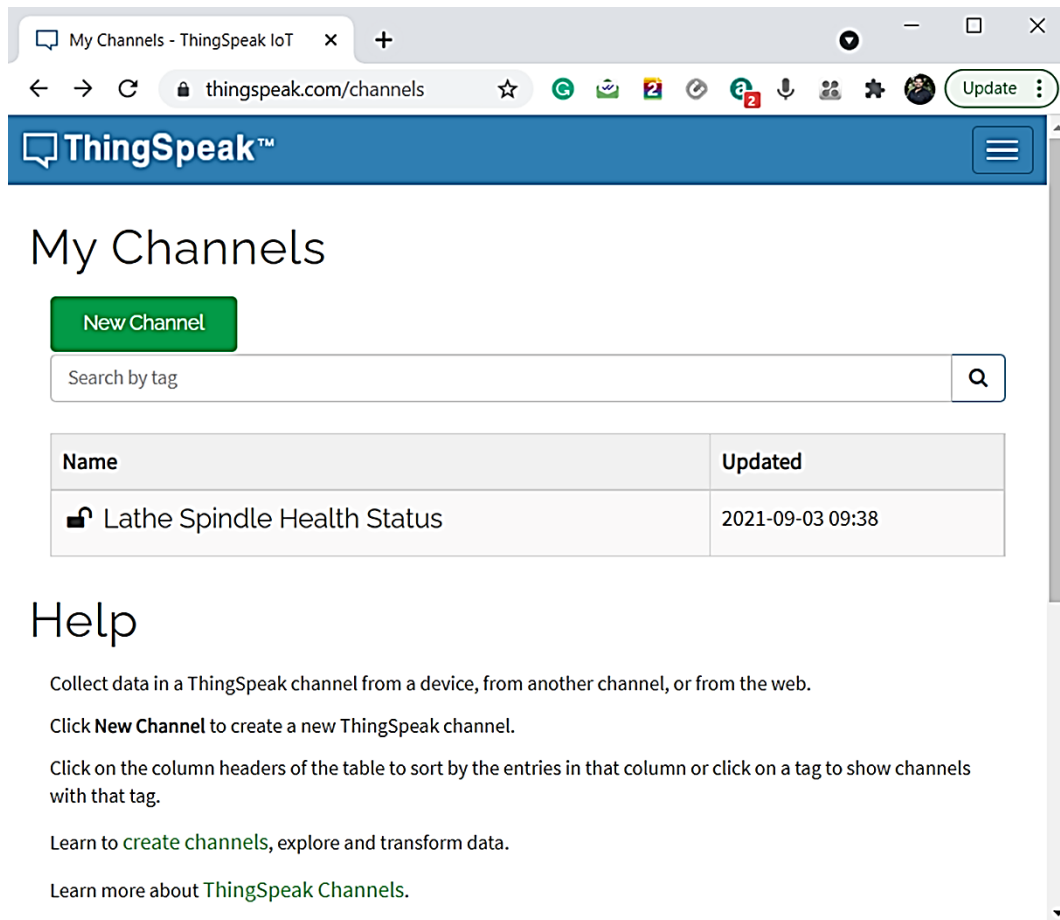 My Channels - ThingSpeak IoT
thingspeak.com/channels
2
2
Update
ThingSpeak™
My Channels
New Channel
Search by tag
Name Updated
Lathe Spindle Health Status 2021-09-03 09:38
Help
Collect data in a ThingSpeak channel from a device, from another channel, or from the web.
Click New Channel to create a new ThingSpeak channel.
Click on the column headers of the table to sort by the entries in that column or click on a tag to show channels
with that tag.
Learn to create channels, explore and transform data.
Learn more about ThingSpeak Channels.